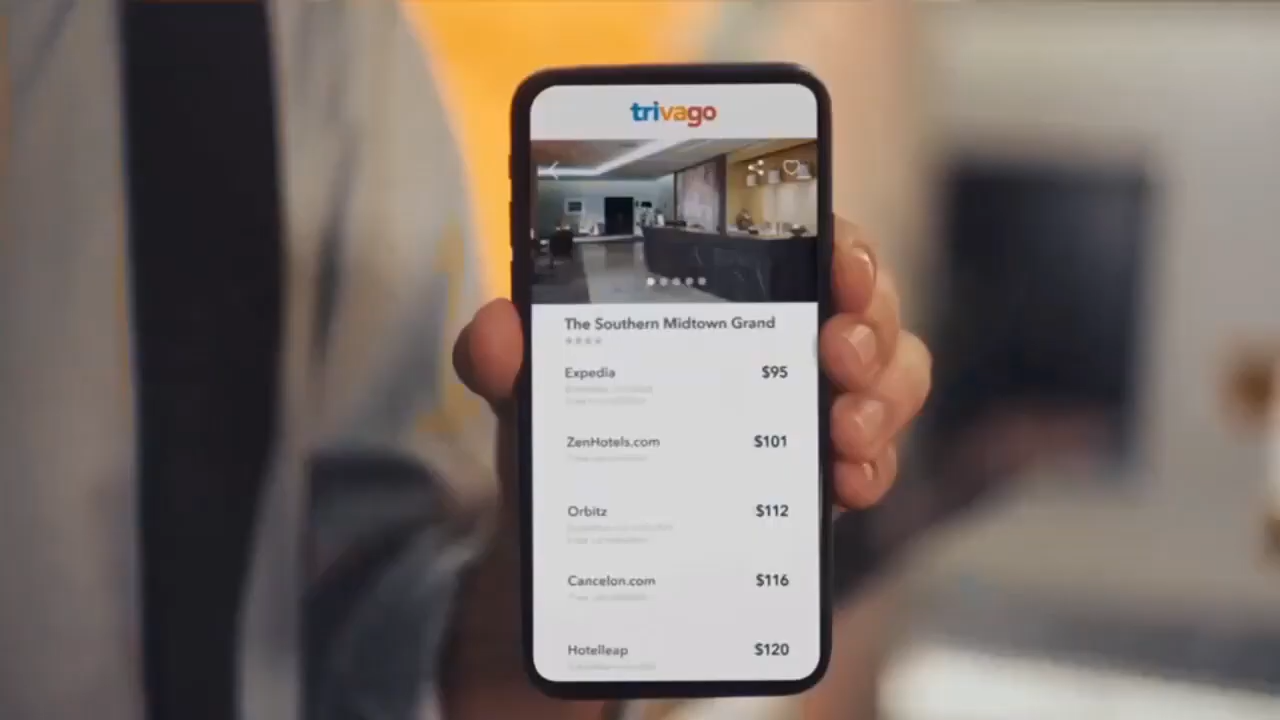 trivago
The Southern Midtown Grand
Expedia $95
ZenHotels.com $101
Orbitz $112
Cancelon.com $116
Hotelleap $120